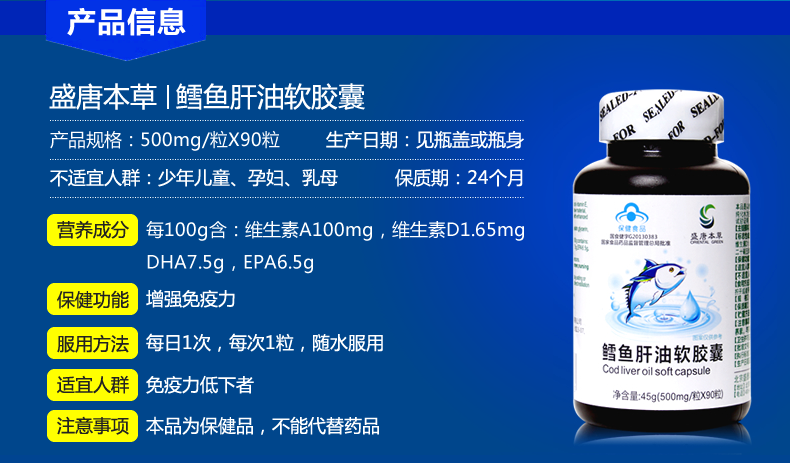 产品信息
盛唐本草 | 鳕鱼肝油软胶囊
产品规格：500mg/粒X90粒 生产日期：见瓶盖或瓶身
不适宜人群：少年儿童、孕妇、乳母 保质期：24个月
营养成分 每100g含：维生素A100mg，维生素D1.65mg
DHA7.5g，EPA6.5g
保健功能 增强免疫力
服用方法 每日1次，每次1粒，随水服用
适宜人群 免疫力低下者
注意事项 本品为保健品，不能代替药品
SEALED-FOR
保健食品
国食健字G20130383
国家食品药品监督管理总局批准
盛唐本草
ORIENTAL GREEN
鳕鱼肝油软胶囊
Cod liver oil soft capsule
净含量:45g(500mg/粒X90粒)